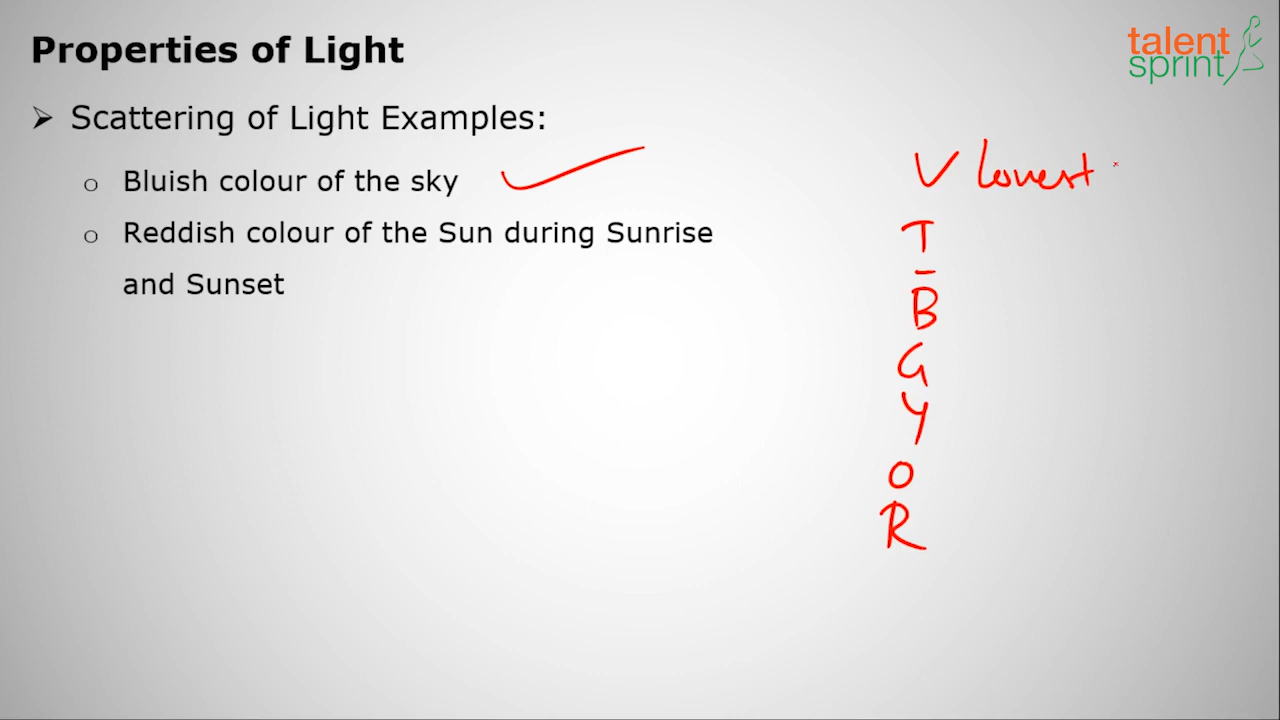 Properties of Light
talent
sprint
➢ Scattering of Light Examples:
o Bluish colour of the sky
o Reddish colour of the Sun during Sunrise
and Sunset
V lowest
I
B
G
Y
O
R